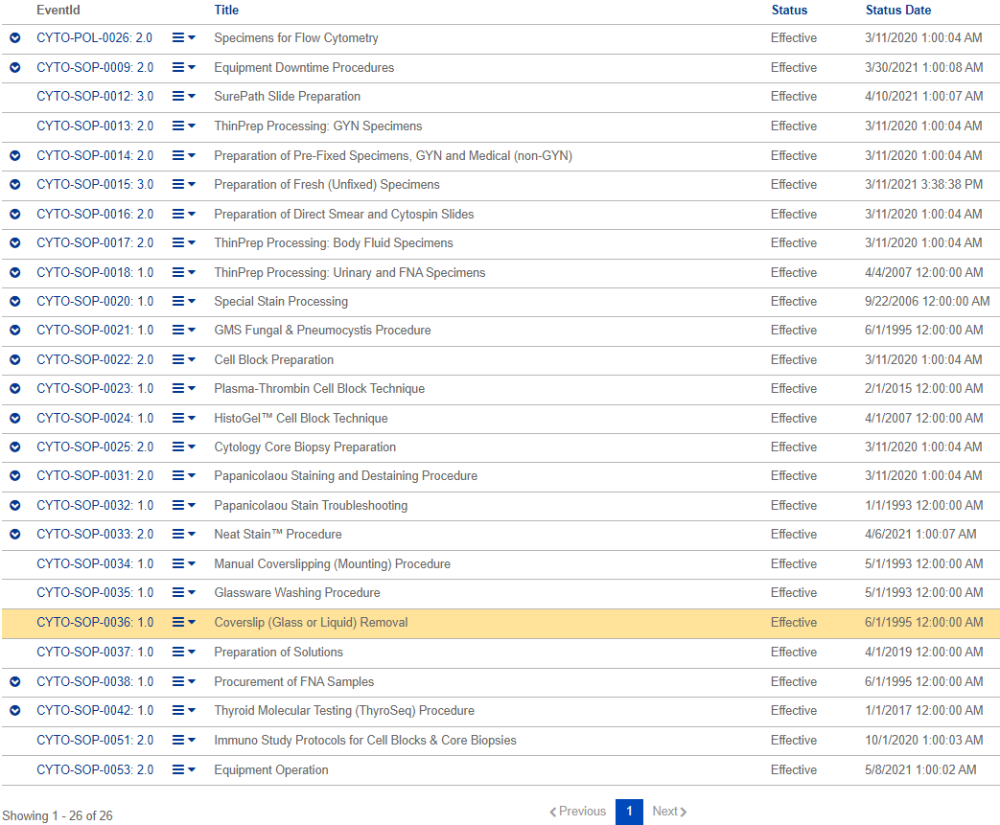 EventId Title Status Status Date
CYTO-POL-0026: 2.0 Specimens for Flow Cytometry Effective 3/11/2020 1:00:04 AM
CYTO-SOP-0009: 2.0 Equipment Downtime Procedures Effective 3/30/2021 1:00:08 AM
CYTO-SOP-0012: 3.0 SurePath Slide Preparation Effective 4/10/2021 1:00:07 AM
CYTO-SOP-0013: 2.0 ThinPrep Processing: GYN Specimens Effective 3/11/2020 1:00:04 AM
CYTO-SOP-0014: 2.0 Preparation of Pre-Fixed Specimens, GYN and Medical (non-GYN) Effective 3/11/2020 1:00:04 AM
CYTO-SOP-0015: 3.0 Preparation of Fresh (Unfixed) Specimens Effective 3/11/2021 3:38:38 PM
CYTO-SOP-0016: 2.0 Preparation of Direct Smear and Cytospin Slides Effective 3/11/2020 1:00:04 AM
CYTO-SOP-0017: 2.0 ThinPrep Processing: Body Fluid Specimens Effective 3/11/2020 1:00:04 AM
CYTO-SOP-0018: 1.0 ThinPrep Processing: Urinary and FNA Specimens Effective 4/4/2007 12:00:00 AM
CYTO-SOP-0020: 1.0 Special Stain Processing Effective 9/22/2006 12:00:00 AM
CYTO-SOP-0021: 1.0 GMS Fungal & Pneumocystis Procedure Effective 6/1/1995 12:00:00 AM
CYTO-SOP-0022: 2.0 Cell Block Preparation Effective 3/11/2020 1:00:04 AM
CYTO-SOP-0023: 1.0 Plasma-Thrombin Cell Block Technique Effective 2/1/2015 12:00:00 AM
CYTO-SOP-0024: 1.0 HistoGel™ Cell Block Technique Effective 4/1/2007 12:00:00 AM
CYTO-SOP-0025: 2.0 Cytology Core Biopsy Preparation Effective 3/11/2020 1:00:04 AM
CYTO-SOP-0031: 2.0 Papanicolaou Staining and Destaining Procedure Effective 3/11/2020 1:00:04 AM
CYTO-SOP-0032: 1.0 Papanicolaou Stain Troubleshooting Effective 1/1/1993 12:00:00 AM
CYTO-SOP-0033: 2.0 Neat Stain™ Procedure Effective 4/6/2021 1:00:07 AM
CYTO-SOP-0034: 1.0 Manual Coverslipping (Mounting) Procedure Effective 5/1/1993 12:00:00 AM
CYTO-SOP-0035: 1.0 Glassware Washing Procedure Effective 5/1/1993 12:00:00 AM
CYTO-SOP-0036: 1.0 Coverslip (Glass or Liquid) Removal Effective 6/1/1995 12:00:00 AM
CYTO-SOP-0037: 1.0 Preparation of Solutions Effective 4/1/2019 12:00:00 AM
CYTO-SOP-0038: 1.0 Procurement of FNA Samples Effective 6/1/1995 12:00:00 AM
CYTO-SOP-0042: 1.0 Thyroid Molecular Testing (ThyroSeq) Procedure Effective 1/1/2017 12:00:00 AM
CYTO-SOP-0051: 2.0 Immuno Study Protocols for Cell Blocks & Core Biopsies Effective 10/1/2020 1:00:03 AM
CYTO-SOP-0053: 2.0 Equipment Operation Effective 5/8/2021 1:00:02 AM
Previous 1 Next
Showing 1 - 26 of 26